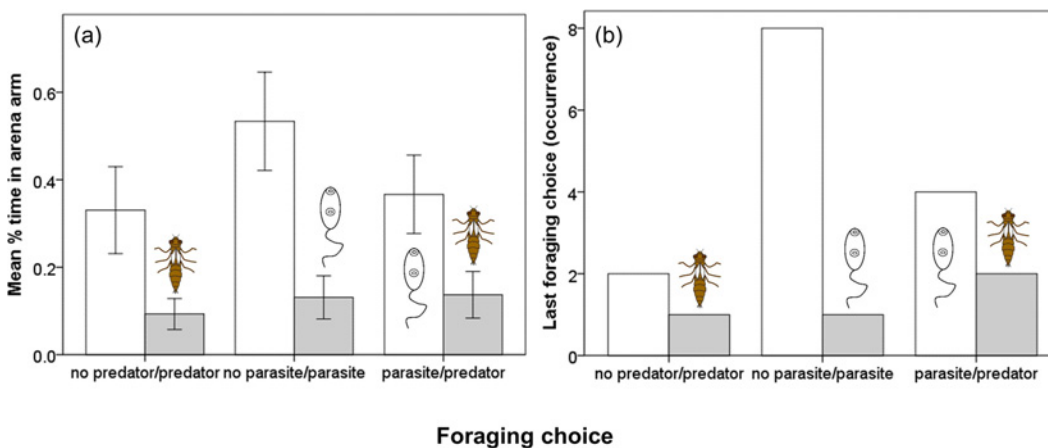 (a)
Mean % time in arena arm
0.6
0.4
0.2
0.0
no predator/predator no parasite/parasite parasite/predator
(b)
Last foraging choice (occurrence)
8
6
4
2
0
no predator/predator no parasite/parasite parasite/predator
Foraging choice